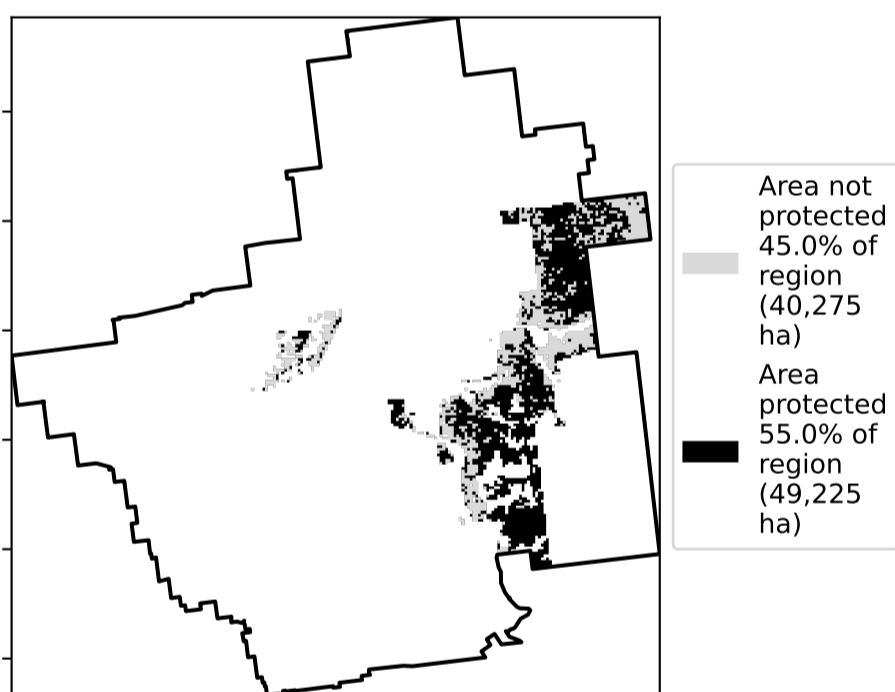 Area not
protected
45.0% of
region
(40,275
ha)
Area
protected
55.0% of
region
(49,225
ha)